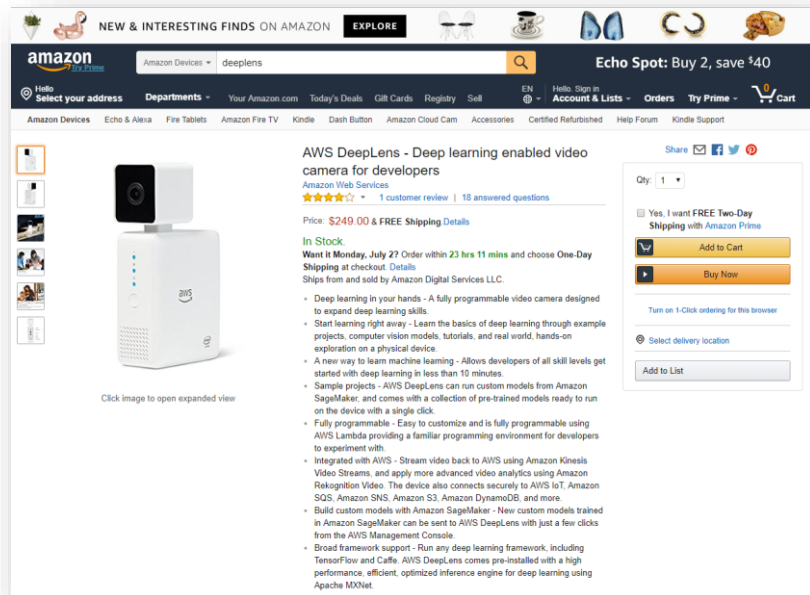 NEW & INTERESTING FINDS ON AMAZON EXPLORE
amazon
Try Prime
Amazon Devices
deeplens
Echo Spot: Buy 2, save $40
Hello
Select your address
Departments
Your Amazon.com Today's Deals Gift Cards Registry Sell
EN
Hello. Sign in
Account & Lists
Orders
Try Prime
0
Cart
Amazon Devices Echo & Alexa Fire Tablets Amazon Fire TV Kindle Dash Button Amazon Cloud Cam Accessories Certified Refurbished Help Forum Kindle Support
aws
intel
Click image to open expanded view
AWS DeepLens - Deep learning enabled video
camera for developers
Amazon Web Services
1 customer review | 18 answered questions
Price: $249.00 & FREE Shipping. Details
In Stock.
Want it Monday, July 2? Order within 23 hrs 11 mins and choose One-Day
Shipping at checkout. Details
Ships from and sold by Amazon Digital Services LLC.
Deep learning in your hands - A fully programmable video camera designed
to expand deep learning skills.
Start learning right away - Learn the basics of deep learning through example
projects, computer vision models, tutorials, and real world, hands-on
exploration on a physical device.
A new way to learn machine learning - Allows developers of all skill levels get
started with deep learning in less than 10 minutes.
Sample projects - AWS DeepLens can run custom models from Amazon
SageMaker, and comes with a collection of pre-trained models ready to run
on the device with a single click.
Fully programmable - Easy to customize and is fully programmable using
AWS Lambda providing a familiar programming environment for developers
to experiment with.
Integrated with AWS - Stream video back to AWS using Amazon Kinesis
Video Streams, and apply more advanced video analytics using Amazon
Rekognition Video. The device also connects securely to AWS IoT, Amazon
SQS, Amazon SNS, Amazon S3, Amazon DynamoDB, and more.
Build custom models with Amazon SageMaker - New custom models trained
in Amazon SageMaker can be sent to AWS DeepLens with just a few clicks
from the AWS Management Console.
Broad framework support - Run any deep learning framework, including
TensorFlow and Caffe. AWS DeepLens comes pre-installed with a high
performance, efficient, optimized inference engine for deep learning using
Apache MXNet.
Share
Qty: 1
Yes, I want FREE Two-Day
Shipping with Amazon Prime
Add to Cart
Buy Now
Turn on 1-Click ordering for this browser
Select delivery location
Add to List